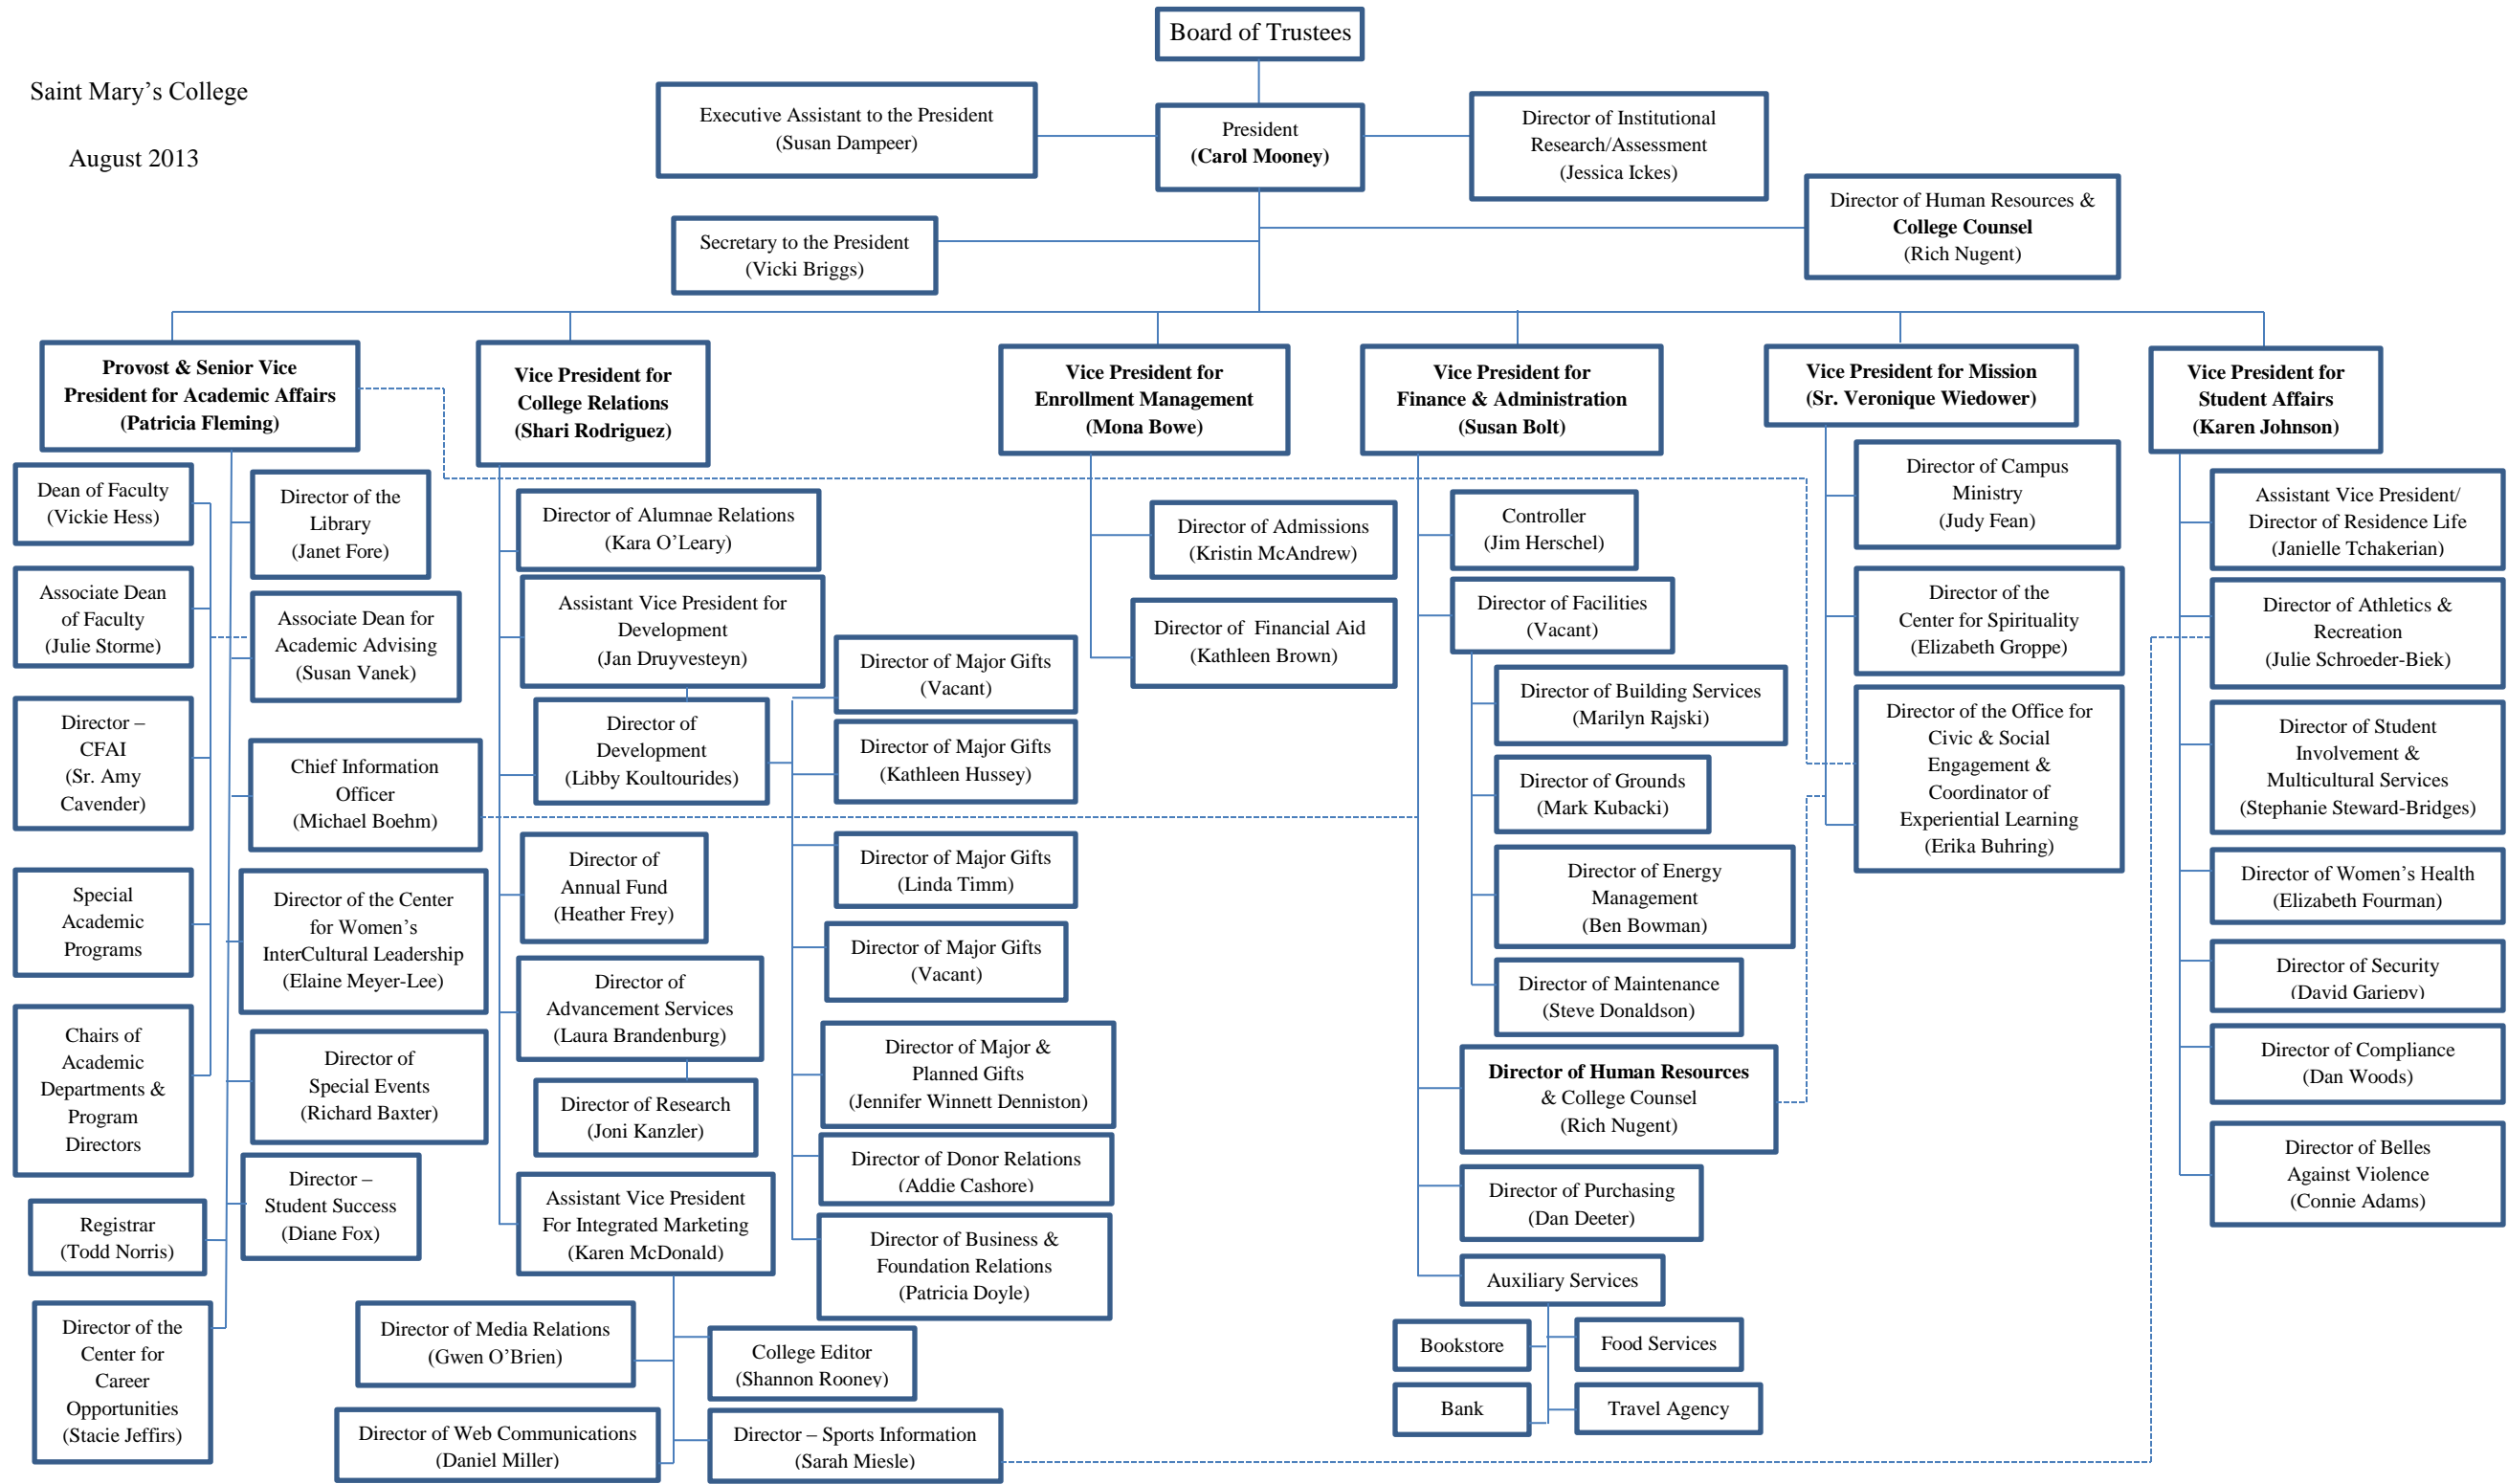 Board of Trustees
Saint Mary's College
August 2013
Executive Assistant to the President
(Susan Dampeer)
President
(Carol Mooney)
Director of Institutional
Research/Assessment
(Jessica Ickes)
Director of Human Resources &
College Counsel
(Rich Nugent)
Secretary to the President
(Vicki Briggs)
Provost & Senior Vice
President for Academic Affairs
(Patricia Fleming)
Vice President for
College Relations
(Shari Rodriguez)
Vice President for
Enrollment Management
(Mona Bowe)
Vice President for
Finance & Administration
(Susan Bolt)
Vice President for Mission
(Sr. Veronique Wiedower)
Vice President for
Student Affairs
(Karen Johnson)
Dean of Faculty
(Vickie Hess)
Associate Dean
of Faculty
(Julie Storme)
Director –
CFAI
(Sr. Amy
Cavender)
Special
Academic
Programs
Chairs of
Academic
Departments &
Program
Directors
Registrar
(Todd Norris)
Director of the
Center for
Career
Opportunities
(Stacie Jeffirs)
Director of the
Library
(Janet Fore)
Associate Dean for
Academic Advising
(Susan Vanek)
Chief Information
Officer
(Michael Boehm)
Director of the Center
for Women's
InterCultural Leadership
(Elaine Meyer-Lee)
Director of
Special Events
(Richard Baxter)
Director –
Student Success
(Diane Fox)
Director of Alumnae Relations
(Kara O'Leary)
Assistant Vice President for
Development
(Jan Druyvesteyn)
Director of
Development
(Libby Koultourides)
Director of
Annual Fund
(Heather Frey)
Director of
Advancement Services
(Laura Brandenburg)
Director of Research
(Joni Kanzler)
Assistant Vice President
For Integrated Marketing
(Karen McDonald)
Director of Media Relations
(Gwen O'Brien)
College Editor
(Shannon Rooney)
Director of Web Communications
(Daniel Miller)
Director – Sports Information
(Sarah Miesle)
Director of Major Gifts
(Vacant)
Director of Major Gifts
(Kathleen Hussey)
Director of Major Gifts
(Linda Timm)
Director of Major Gifts
(Vacant)
Director of Major &
Planned Gifts
(Jennifer Winnett Denniston)
Director of Donor Relations
(Addie Cashore)
Director of Business &
Foundation Relations
(Patricia Doyle)
Director of Admissions
(Kristin McAndrew)
Director of Financial Aid
(Kathleen Brown)
Controller
(Jim Herschel)
Director of Facilities
(Vacant)
Director of Building Services
(Marilyn Rajski)
Director of Grounds
(Mark Kubacki)
Director of Energy
Management
(Ben Bowman)
Director of Maintenance
(Steve Donaldson)
Director of Human Resources
& College Counsel
(Rich Nugent)
Director of Purchasing
(Dan Deeter)
Auxiliary Services
Bookstore
Food Services
Bank
Travel Agency
Director of Campus
Ministry
(Judy Fean)
Director of the
Center for Spirituality
(Elizabeth Groppe)
Director of the Office for
Civic & Social
Engagement &
Coordinator of
Experiential Learning
(Erika Buhring)
Assistant Vice President/
Director of Residence Life
(Janielle Tchakerian)
Director of Athletics &
Recreation
(Julie Schroeder-Biek)
Director of Student
Involvement &
Multicultural Services
(Stephanie Steward-Bridges)
Director of Women's Health
(Elizabeth Fourman)
Director of Security
(David Gariepy)
Director of Compliance
(Dan Woods)
Director of Belles
Against Violence
(Connie Adams)